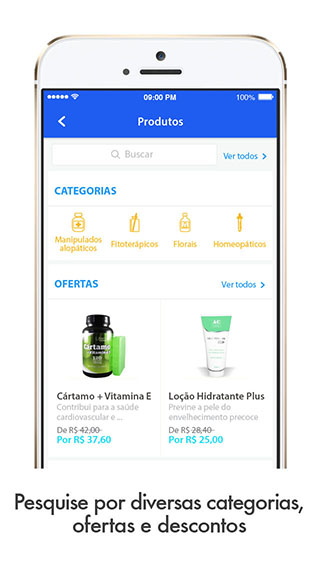 09:00 PM
100%
Produtos
Buscar
Ver todos
CATEGORIAS
Manipulados
alopáticos
Fitoterápicos
Florais
Homeopáticos
OFERTAS
Ver todos
Cártamo
Cártamo + Vitamina E
Contribui para a saúde
cardiovascular e ...
De R$ 42,00
Por R$ 37,60
Loção Hidratante Plus
Previne a pele do
envelhecimento precoce
De R$ 28,40
Por R$ 25,00
Pesquise por diversas categorias,
ofertas e descontos